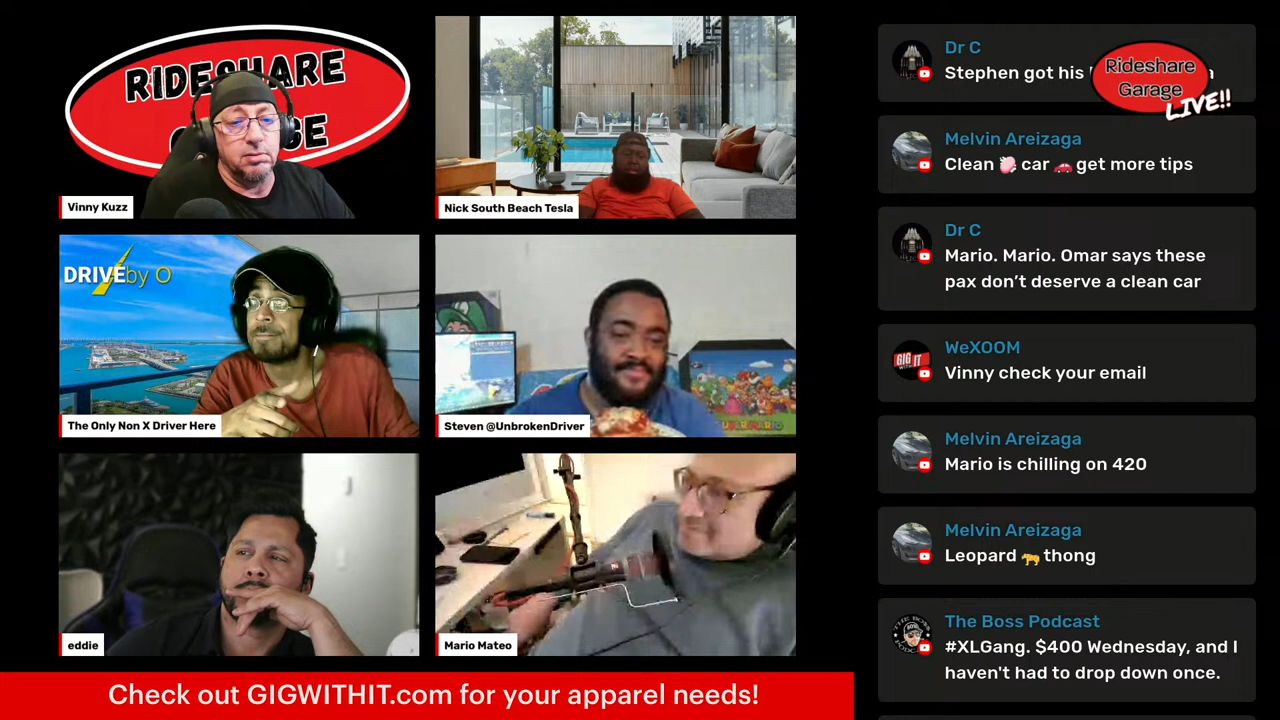 RIDESHARE
Vinny Kuzz
Nick South Beach Tesla
DRIVE by O
The Only Non X Driver Here
Steven @UnbrokenDriver
eddie
Mario Mateo
Check out GIGWITHIT.com for your apparel needs!
Dr C
Stephen got his
Rideshare
Garage
LIVE!!
Melvin Areizaga
Clean 🧼 car 🚗 get more tips
Dr C
Mario. Mario. Omar says these
pax don’t deserve a clean car
WeXOOM
GIG IT
Vinny check your email
Melvin Areizaga
Mario is chilling on 420
Melvin Areizaga
Leopard 🐆 thong
The Boss Podcast
#XLGang. $400 Wednesday, and I
haven't had to drop down once.